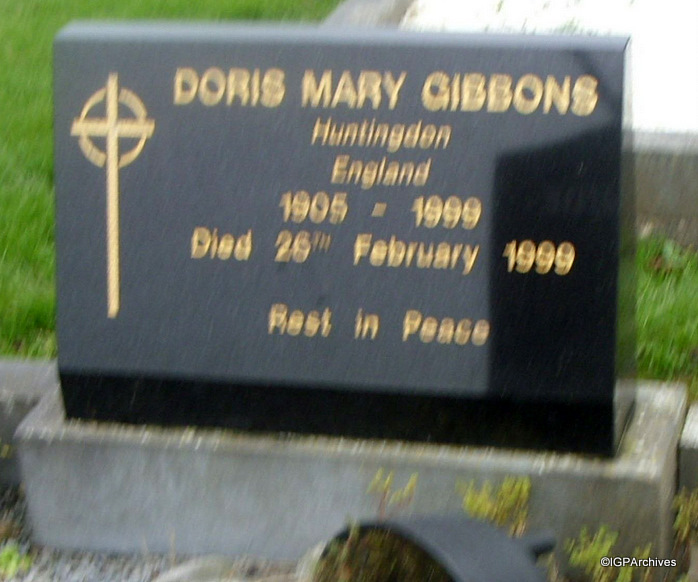 DORIS MARY GIBBONS
Huntingdon
England
1905 - 1999
Died 26TH February 1999
Rest in Peace
©IGPArchives